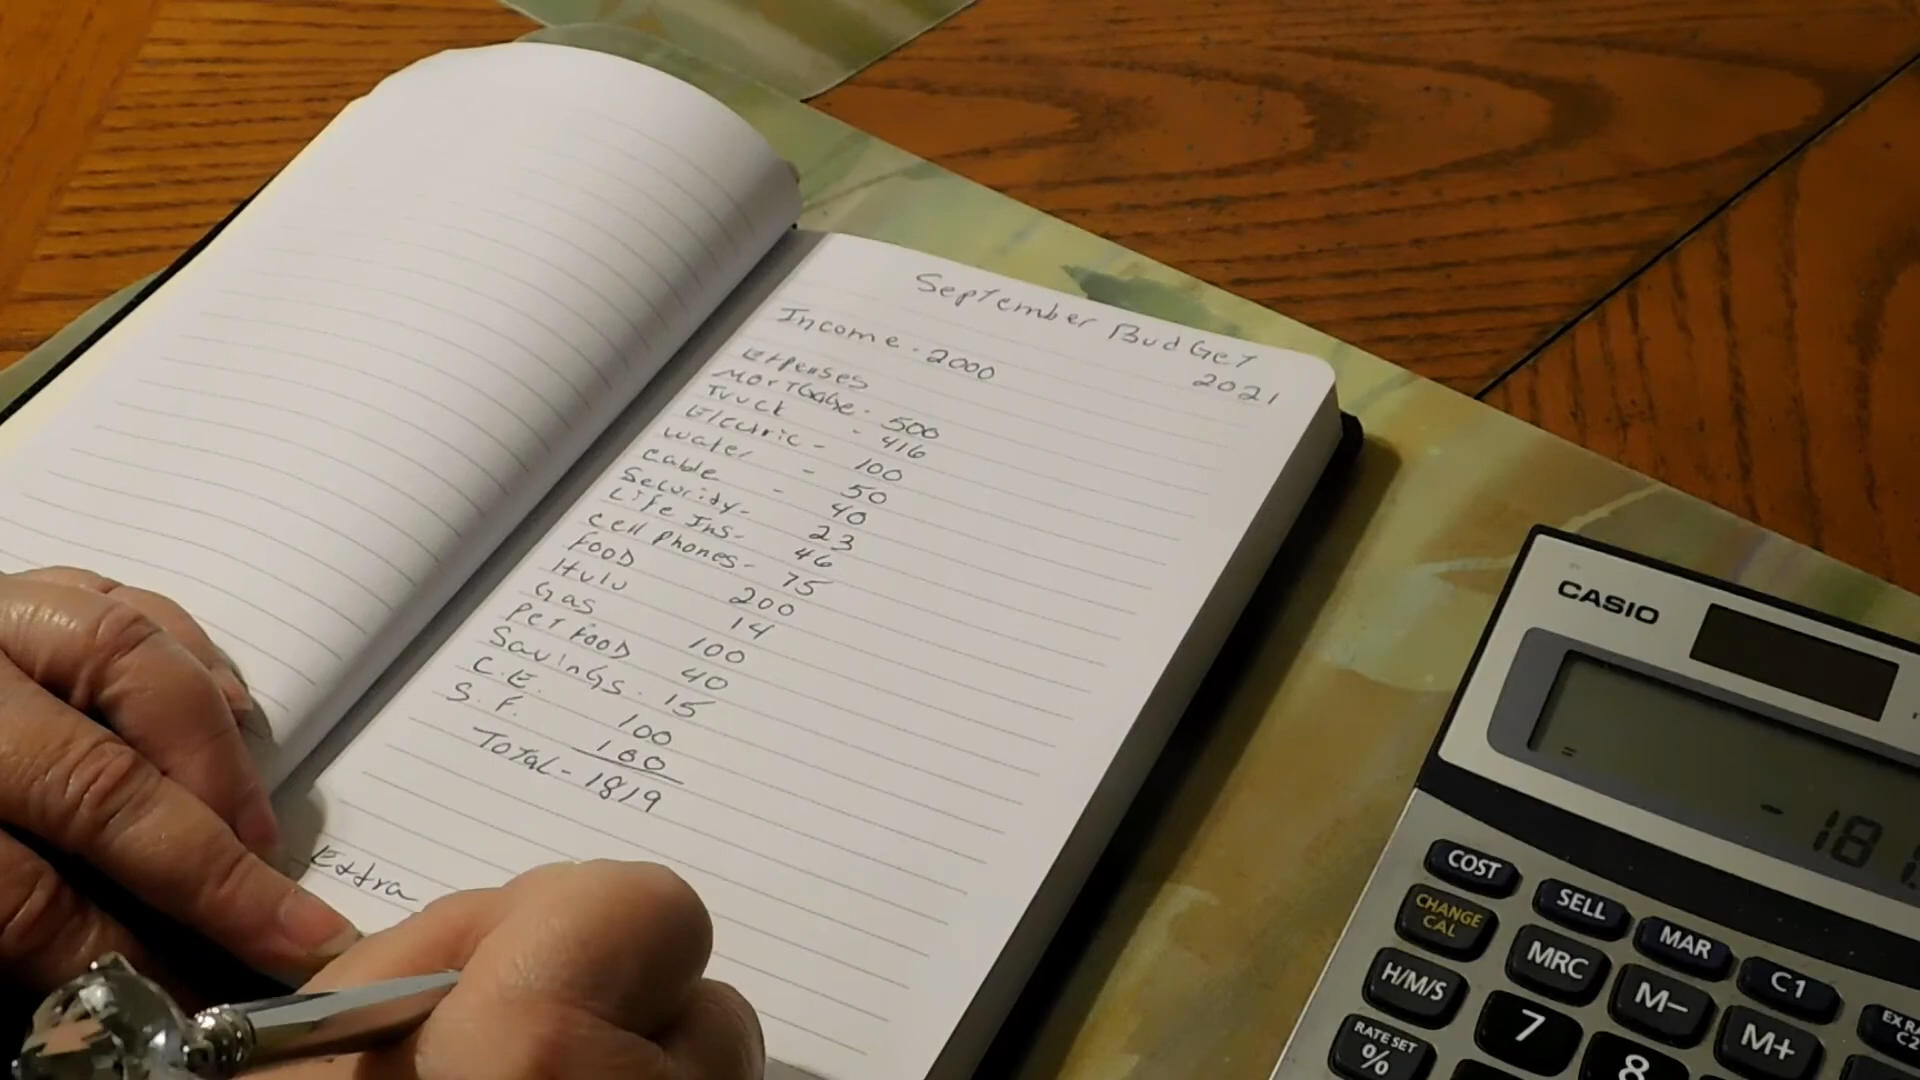 September Budget
2021
Income - 2000
Expenses
Mortgage - 500
Truck - 416
Electric - 100
Water - 50
Cable - 40
Security - 23
Life Ins - 46
Cell Phones - 75
Food 200
Hulu 14
Gas 100
Pet Food 40
Savings - 15
C.E. 100
S.F. 100
Total - 1819
Extra
CASIO
= - 181
COST
SELL
MAR
C1
CHANGE
CAL
MRC
M−
M+
H/M/S
7
8
RATE SET
%